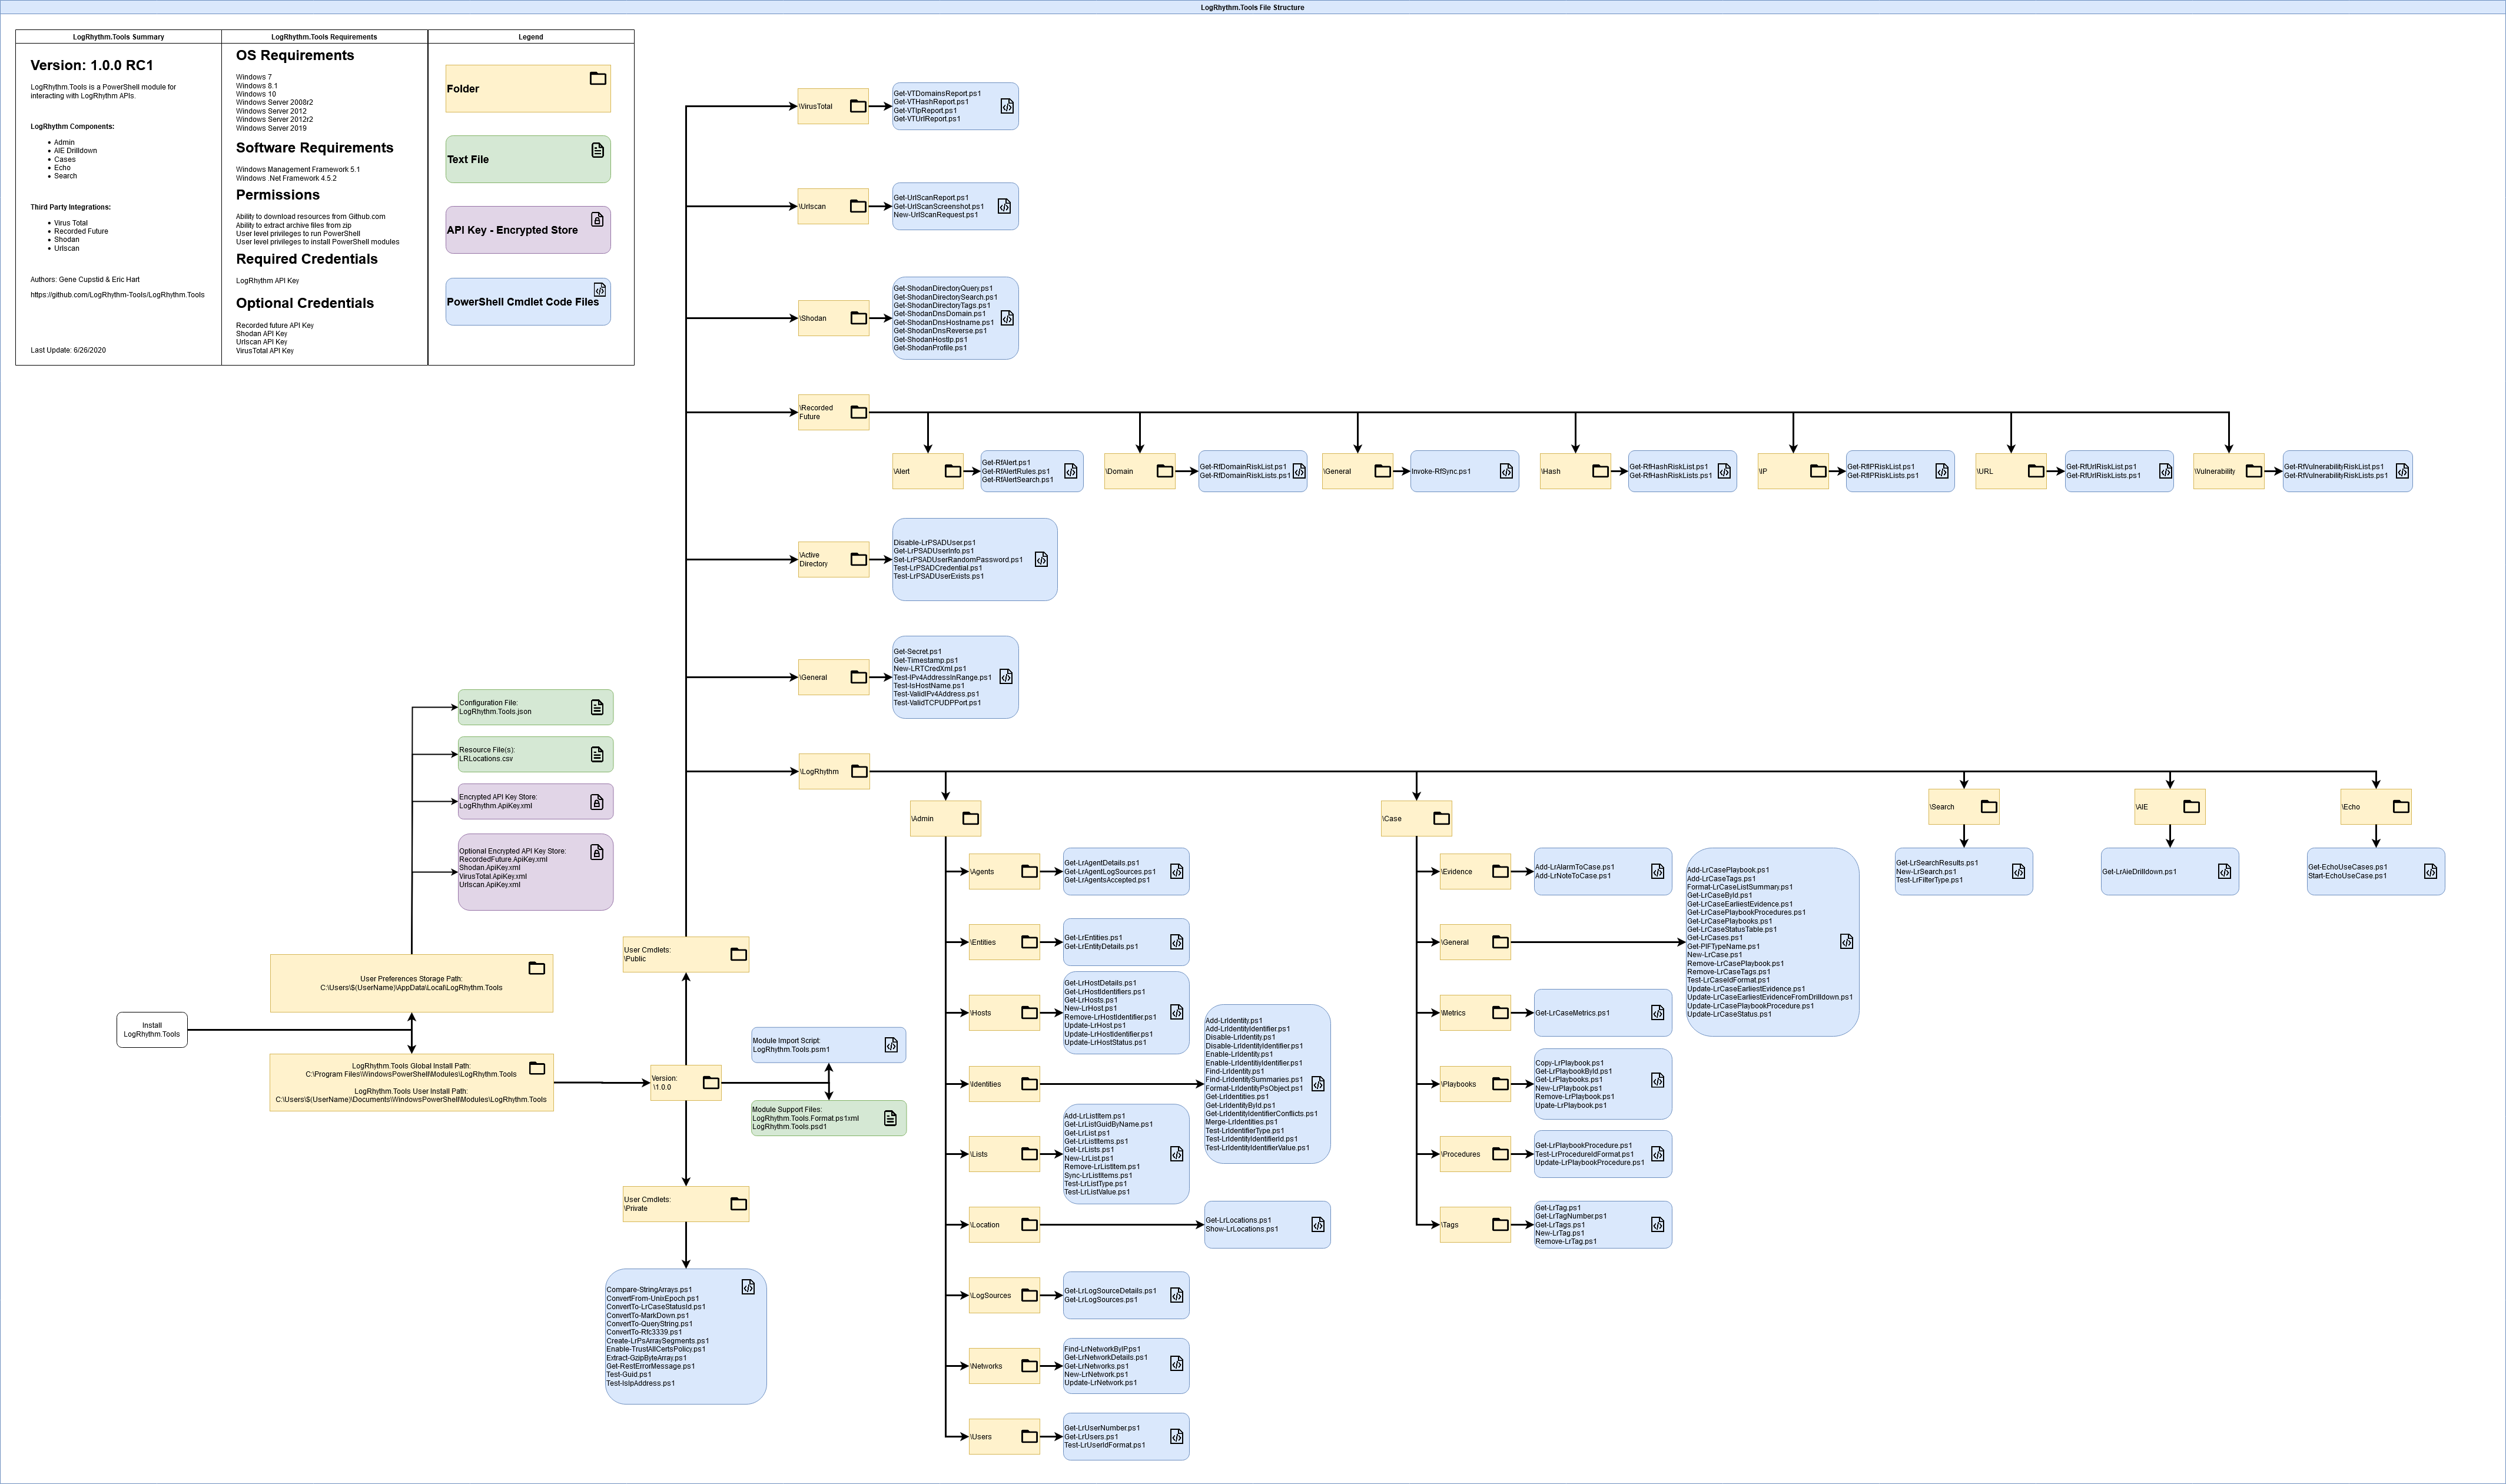 LogRhythm.Tools File Structure
LogRhythm.Tools Summary
Version: 1.0.0 RC1
LogRhythm.Tools is a PowerShell module for
interacting with LogRhythm APIs.
LogRhythm Components:
Admin
AIE Drilldown
Cases
Echo
Search
Third Party Integrations:
Virus Total
Recorded Future
Shodan
Urlscan
Authors: Gene Cupstid & Eric Hart
https://github.com/LogRhythm-Tools/LogRhythm.Tools
Last Update: 6/26/2020
LogRhythm.Tools Requirements
OS Requirements
Windows 7
Windows 8.1
Windows 10
Windows Server 2008r2
Windows Server 2012
Windows Server 2012r2
Windows Server 2019
Software Requirements
Windows Management Framework 5.1
Windows .Net Framework 4.5.2
Permissions
Ability to download resources from Github.com
Ability to extract archive files from zip
User level privileges to run PowerShell
User level privileges to install PowerShell modules
Required Credentials
LogRhythm API Key
Optional Credentials
Recorded future API Key
Shodan API Key
Urlscan API Key
VirusTotal API Key
Legend
Folder
Text File
API Key - Encrypted Store
PowerShell Cmdlet Code Files
\VirusTotal
Get-VTDomainsReport.ps1
Get-VTHashReport.ps1
Get-VTIpReport.ps1
Get-VTUrlReport.ps1
\Urlscan
Get-UrlScanReport.ps1
Get-UrlScanScreenshot.ps1
New-UrlScanRequest.ps1
\Shodan
Get-ShodanDirectoryQuery.ps1
Get-ShodanDirectorySearch.ps1
Get-ShodanDirectoryTags.ps1
Get-ShodanDnsDomain.ps1
Get-ShodanDnsHostname.ps1
Get-ShodanDnsReverse.ps1
Get-ShodanHostIp.ps1
Get-ShodanProfile.ps1
\Recorded
Future
\Alert
Get-RfAlert.ps1
Get-RfAlertRules.ps1
Get-RfAlertSearch.ps1
\Domain
Get-RfDomainRiskList.ps1
Get-RfDomainRiskLists.ps1
\General
Invoke-RfSync.ps1
\Hash
Get-RfHashRiskList.ps1
Get-RfHashRiskLists.ps1
\IP
Get-RfIPRiskList.ps1
Get-RfIPRiskLists.ps1
\URL
Get-RfUrlRiskList.ps1
Get-RfUrlRiskLists.ps1
\Vulnerability
Get-RfVulnerabilityRiskList.ps1
Get-RfVulnerabilityRiskLists.ps1
\Active
Directory
Disable-LrPSADUser.ps1
Get-LrPSADUserInfo.ps1
Set-LrPSADUserRandomPassword.ps1
Test-LrPSADCredential.ps1
Test-LrPSADUserExists.ps1
\General
Get-Secret.ps1
Get-Timestamp.ps1
New-LRTCredXml.ps1
Test-IPv4AddressInRange.ps1
Test-IsHostName.ps1
Test-ValidIPv4Address.ps1
Test-ValidTCPUDPPort.ps1
\LogRhythm
\Admin
\Agents
Get-LrAgentDetails.ps1
Get-LrAgentLogSources.ps1
Get-LrAgentsAccepted.ps1
\Entities
Get-LrEntities.ps1
Get-LrEntityDetails.ps1
\Hosts
Get-LrHostDetails.ps1
Get-LrHostIdentifiers.ps1
Get-LrHosts.ps1
New-LrHost.ps1
Remove-LrHostIdentifier.ps1
Update-LrHost.ps1
Update-LrHostIdentifier.ps1
Update-LrHostStatus.ps1
\Identities
Add-LrIdentity.ps1
Add-LrIdentityIdentifier.ps1
Disable-LrIdentity.ps1
Disable-LrIdentityIdentifier.ps1
Enable-LrIdentity.ps1
Enable-LrIdentityIdentifier.ps1
Find-LrIdentity.ps1
Find-LrIdentitySummaries.ps1
Format-LrIdentityPsObject.ps1
Get-LrIdentities.ps1
Get-LrIdentityById.ps1
Get-LrIdentityIdentifierConflicts.ps1
Merge-LrIdentities.ps1
Test-LrIdentifierType.ps1
Test-LrIdentityIdentifierId.ps1
Test-LrIdentityIdentifierValue.ps1
\Lists
Add-LrListItem.ps1
Get-LrListGuidByName.ps1
Get-LrList.ps1
Get-LrListItems.ps1
Get-LrLists.ps1
New-LrList.ps1
Remove-LrListItem.ps1
Sync-LrListItems.ps1
Test-LrListType.ps1
Test-LrListValue.ps1
\Location
Get-LrLocations.ps1
Show-LrLocations.ps1
\LogSources
Get-LrLogSourceDetails.ps1
Get-LrLogSources.ps1
\Networks
Find-LrNetworkByIP.ps1
Get-LrNetworkDetails.ps1
Get-LrNetworks.ps1
New-LrNetwork.ps1
Update-LrNetwork.ps1
\Users
Get-LrUserNumber.ps1
Get-LrUsers.ps1
Test-LrUserIdFormat.ps1
\Case
\Evidence
Add-LrAlarmToCase.ps1
Add-LrNoteToCase.ps1
\General
Add-LrCasePlaybook.ps1
Add-LrCaseTags.ps1
Format-LrCaseListSummary.ps1
Get-LrCaseById.ps1
Get-LrCaseEarliestEvidence.ps1
Get-LrCasePlaybookProcedures.ps1
Get-LrCasePlaybooks.ps1
Get-LrCaseStatusTable.ps1
Get-LrCases.ps1
Get-PIFTypeName.ps1
New-LrCase.ps1
Remove-LrCasePlaybook.ps1
Remove-LrCaseTags.ps1
Test-LrCaseIdFormat.ps1
Update-LrCaseEarliestEvidence.ps1
Update-LrCaseEarliestEvidenceFromDrilldown.ps1
Update-LrCasePlaybookProcedure.ps1
Update-LrCaseStatus.ps1
\Metrics
Get-LrCaseMetrics.ps1
\Playbooks
Copy-LrPlaybook.ps1
Get-LrPlaybookById.ps1
Get-LrPlaybooks.ps1
New-LrPlaybook.ps1
Remove-LrPlaybook.ps1
Upate-LrPlaybook.ps1
\Procedures
Get-LrPlaybookProcedure.ps1
Test-LrProcedureIdFormat.ps1
Update-LrPlaybookProcedure.ps1
\Tags
Get-LrTag.ps1
Get-LrTagNumber.ps1
Get-LrTags.ps1
New-LrTag.ps1
Remove-LrTag.ps1
\Search
Get-LrSearchResults.ps1
New-LrSearch.ps1
Test-LrFilterType.ps1
\AIE
Get-LrAieDrilldown.ps1
\Echo
Get-EchoUseCases.ps1
Start-EchoUseCase.ps1
Configuration File:
LogRhythm.Tools.json
Resource File(s):
LRLocations.csv
Encrypted API Key Store:
LogRhythm.ApiKey.xml
Optional Encrypted API Key Store:
RecordedFuture.ApiKey.xml
Shodan.ApiKey.xml
VirusTotal.ApiKey.xml
Urlscan.ApiKey.xml
User Preferences Storage Path:
C:\Users\$(UserName)\AppData\Local\LogRhythm.Tools
Install
LogRhythm.Tools
LogRhythm.Tools Global Install Path:
C:\Program Files\WindowsPowerShell\Modules\LogRhythm.Tools
LogRhythm.Tools User Install Path:
C:\Users\$(UserName)\Documents\WindowsPowerShell\Modules\LogRhythm.Tools
User Cmdlets:
\Public
Version:
\1.0.0
Module Import Script:
LogRhythm.Tools.psm1
Module Support Files:
LogRhythm.Tools.Format.ps1xml
LogRhythm.Tools.psd1
User Cmdlets:
\Private
Compare-StringArrays.ps1
ConvertFrom-UnixEpoch.ps1
ConvertTo-LrCaseStatusId.ps1
ConvertTo-MarkDown.ps1
ConvertTo-QueryString.ps1
ConvertTo-Rfc3339.ps1
Create-LrPsArraySegments.ps1
Enable-TrustAllCertsPolicy.ps1
Extract-GzipByteArray.ps1
Get-RestErrorMessage.ps1
Test-Guid.ps1
Test-IsIpAddress.ps1